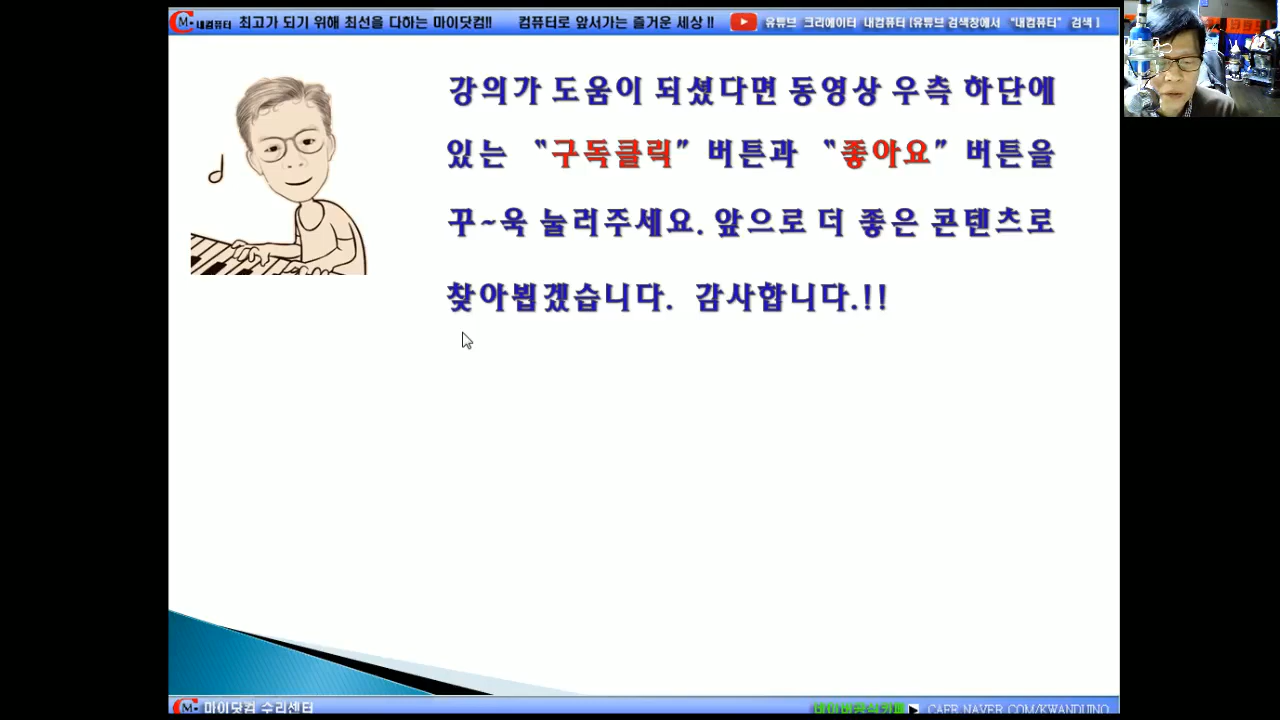 M- 내컴퓨터 최고가 되기 위해 최선을 다하는 마이닷컴!! 컴퓨터로 앞서가는 즐거운 세상 !! 유튜브 크리에이터 내컴퓨터 [유튜브 검색창에서 “내컴퓨터” 검색 ]
강의가 도움이 되셨다면 동영상 우측 하단에
있는 “구독클릭” 버튼과 “좋아요” 버튼을
꾸~욱 눌러주세요. 앞으로 더 좋은 콘텐츠로
찾아뵙겠습니다. 감사합니다.!!
M- 마이닷컴 수리센터 네이버공식카페 ▶ CAFE.NAVER.COM/KWANDUINO